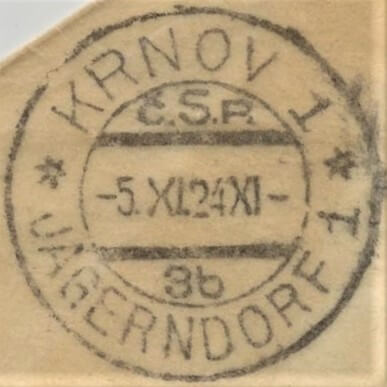 KRNOV 1
Č.S.P.
-5.XI.24XI-
3b
JÄGERNDORF 1